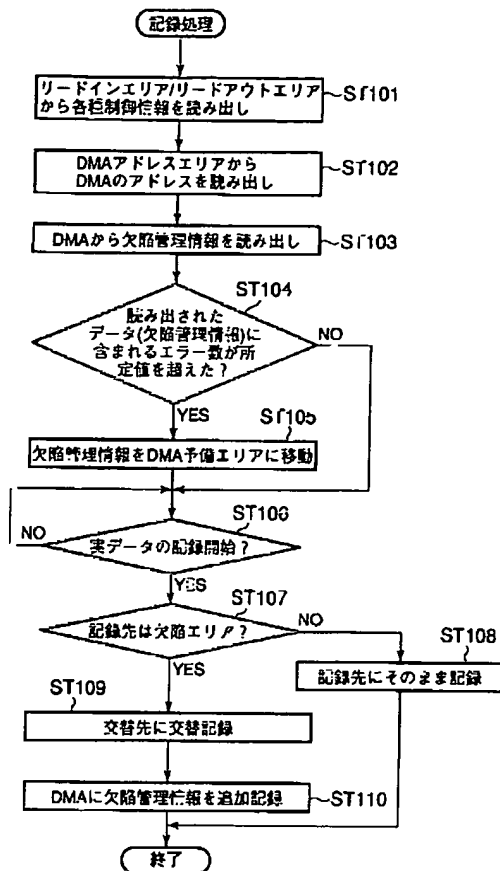 記録処理
リードインエリア/リードアウトエリア
から各種制御情報を読み出し
ST101
DMAアドレスエリアから
DMAのアドレスを読み出し
ST102
DMAから欠陥管理情報を読み出し
ST103
ST104
読み出された
データ(欠陥管理情報)に
含まれるエラー数が所
定値を超えた?
NO
YES
ST105
欠陥管理情報をDMA予備エリアに移動
ST106
NO
実データの記録開始?
YES
ST107
記録先は欠陥エリア?
NO
YES
ST108
記録先にそのまま記録
ST109
交替先に交替記録
DMAに欠陥管理情報を追加記録
ST110
終了